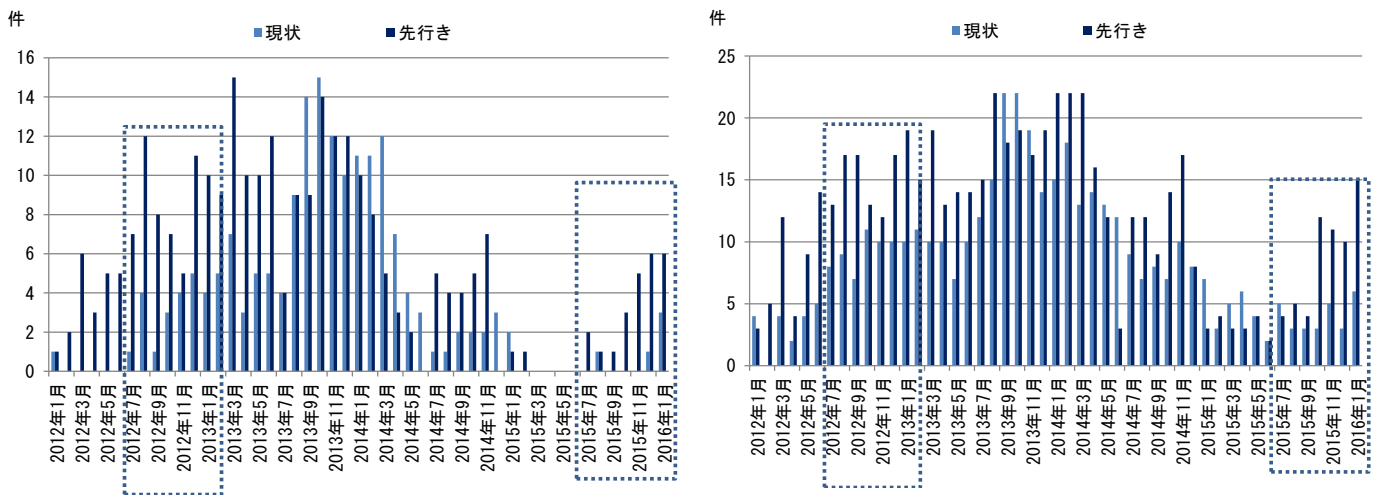 件
現状
先行き
16
14
12
10
8
6
4
2
0
2012年1月
2012年3月
2012年5月
2012年7月
2012年9月
2012年11月
2013年1月
2013年3月
2013年5月
2013年7月
2013年9月
2013年11月
2014年1月
2014年3月
2014年5月
2014年7月
2014年9月
2014年11月
2015年1月
2015年3月
2015年5月
2015年7月
2015年9月
2015年11月
2016年1月
件
現状
先行き
25
20
15
10
5
0
2012年1月
2012年3月
2012年5月
2012年7月
2012年9月
2012年11月
2013年1月
2013年3月
2013年5月
2013年7月
2013年9月
2013年11月
2014年1月
2014年3月
2014年5月
2014年7月
2014年9月
2014年11月
2015年1月
2015年3月
2015年5月
2015年7月
2015年9月
2015年11月
2016年1月